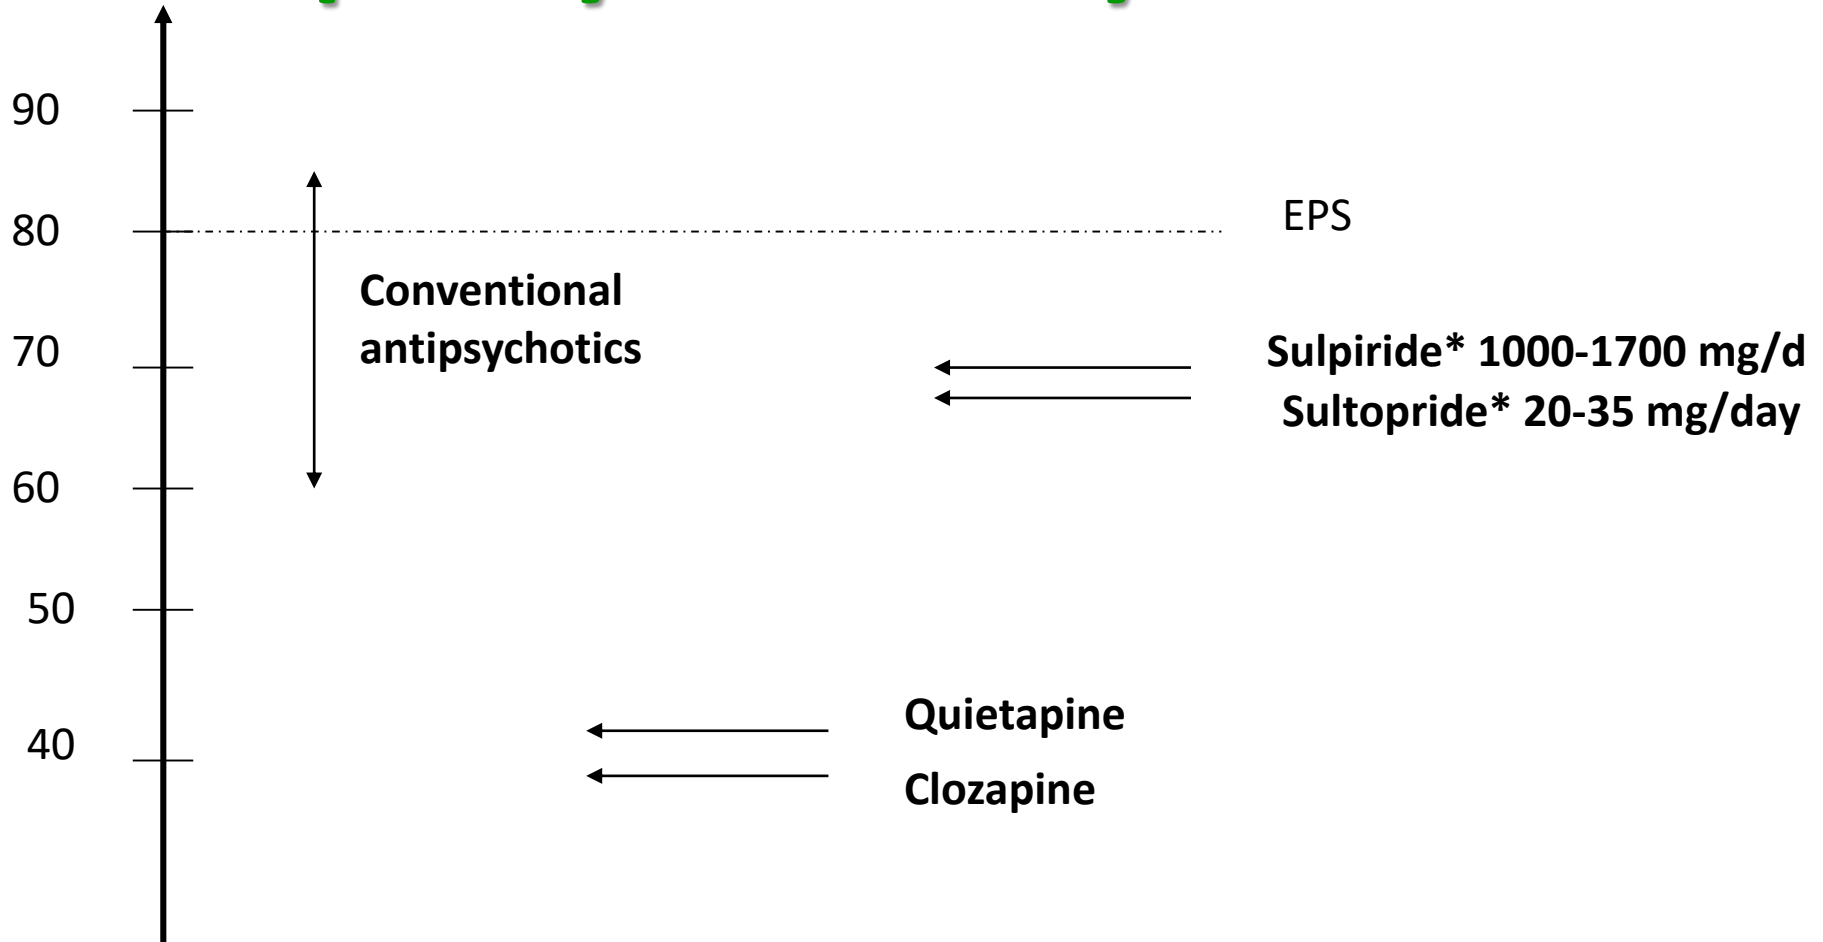 90
80
EPS
Conventional
antipsychotics
70
Sulpiride* 1000-1700 mg/d
Sultopride* 20-35 mg/day
60
50
Quietapine
40
Clozapine